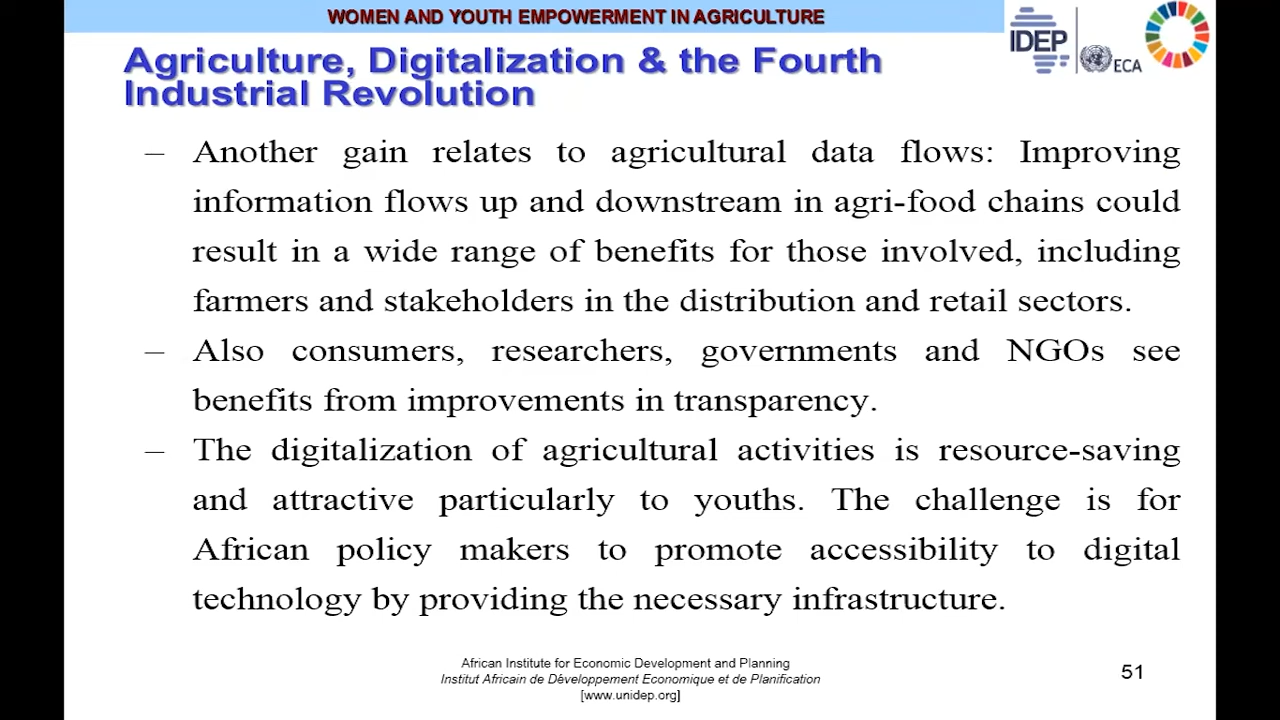 WOMEN AND YOUTH EMPOWERMENT IN AGRICULTURE
IDEP
ECA
Agriculture, Digitalization & the Fourth
Industrial Revolution
– Another gain relates to agricultural data flows: Improving
information flows up and downstream in agri-food chains could
result in a wide range of benefits for those involved, including
farmers and stakeholders in the distribution and retail sectors.
– Also consumers, researchers, governments and NGOs see
benefits from improvements in transparency.
– The digitalization of agricultural activities is resource-saving
and attractive particularly to youths. The challenge is for
African policy makers to promote accessibility to digital
technology by providing the necessary infrastructure.
African Institute for Economic Development and Planning
Institut Africain de Développement Economique et de Planification
[www.unidep.org]
51